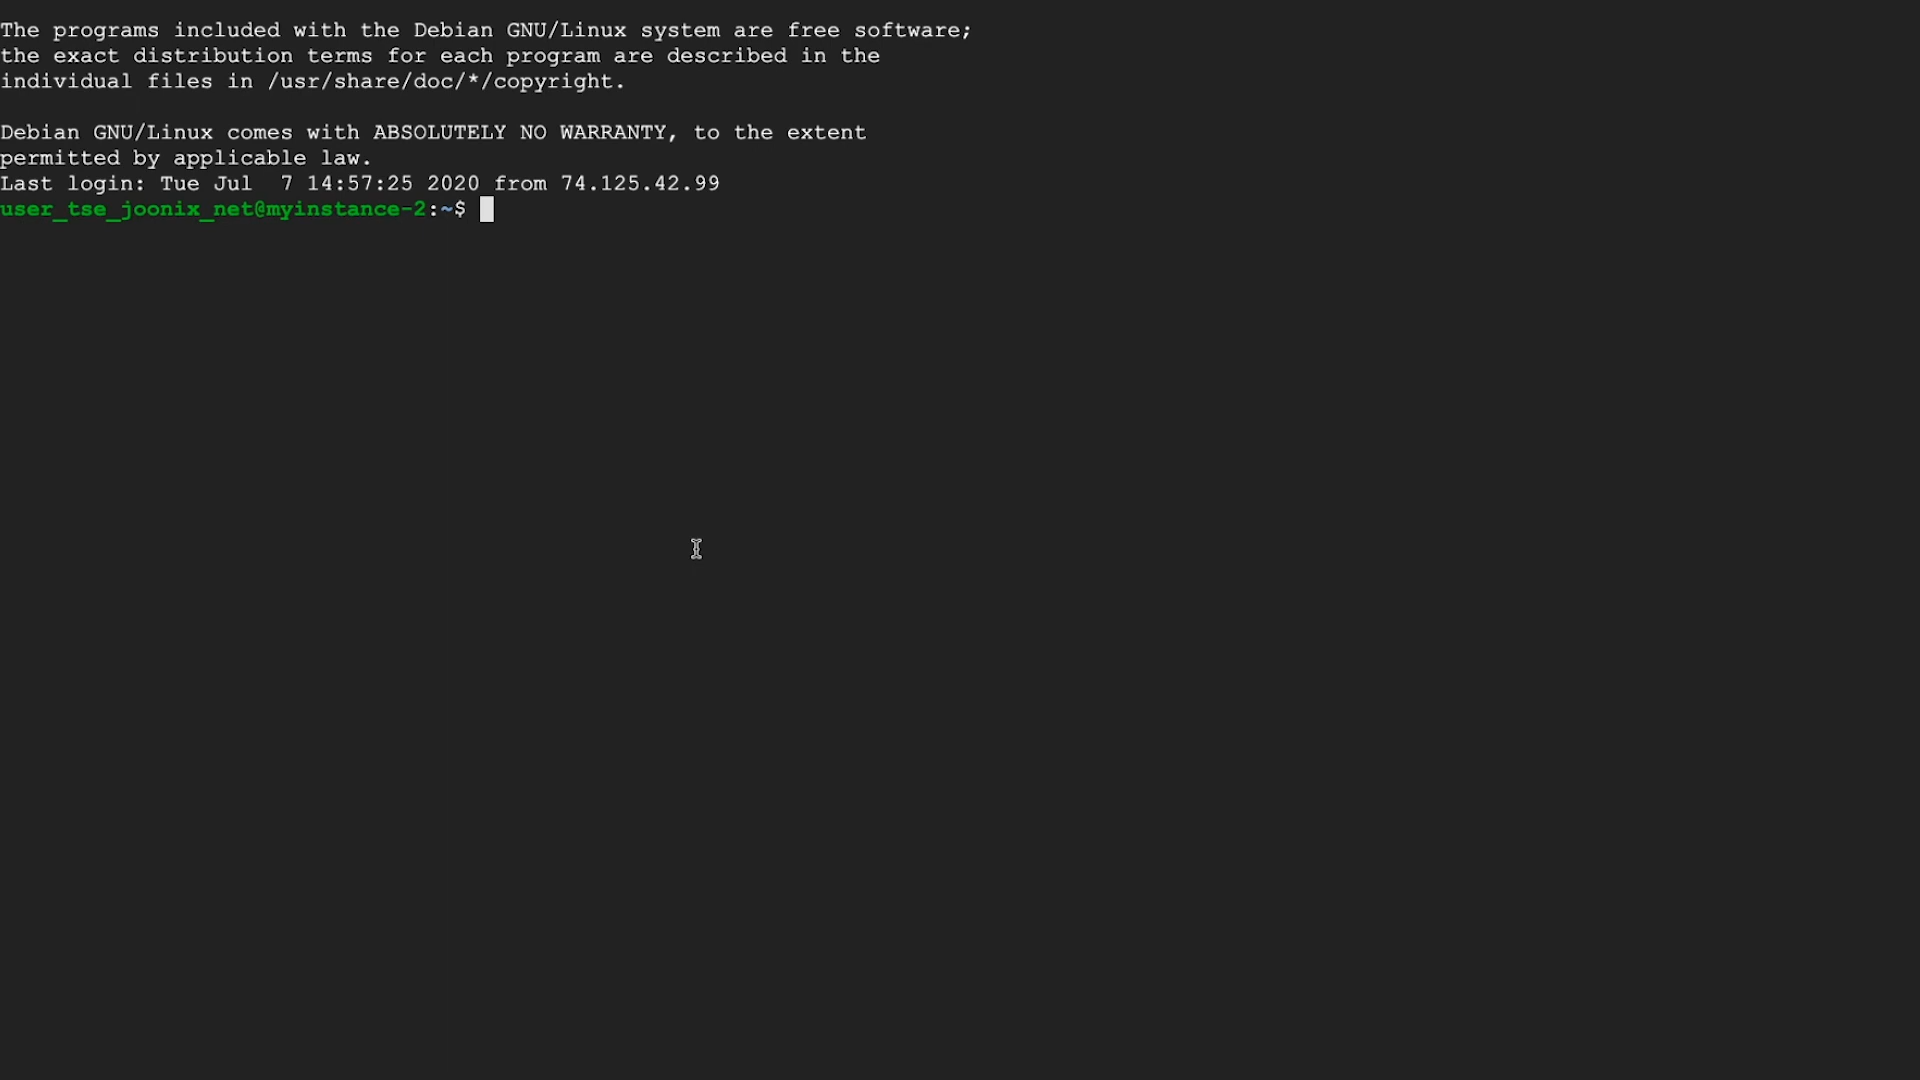 The programs included with the Debian GNU/Linux system are free software;
the exact distribution terms for each program are described in the
individual files in /usr/share/doc/*/copyright.
Debian GNU/Linux comes with ABSOLUTELY NO WARRANTY, to the extent
permitted by applicable law.
Last login: Tue Jul  7 14:57:25 2020 from 74.125.42.99
user_tse_joonix_net@myinstance-2:~$